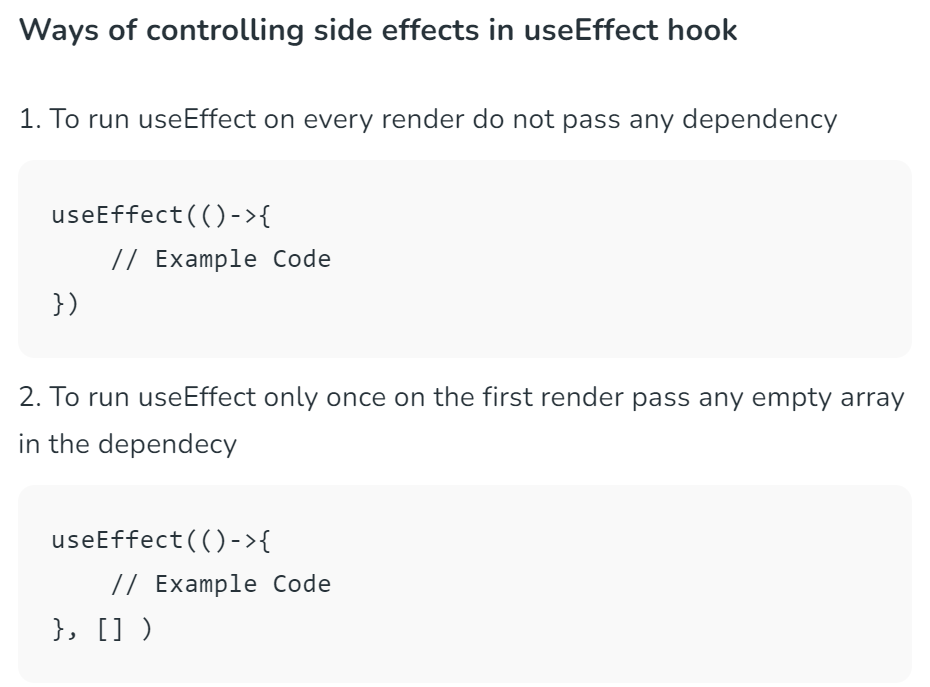 Ways of controlling side effects in useEffect hook
1. To run useEffect on every render do not pass any dependency
useEffect(()->{
    // Example Code
})
2. To run useEffect only once on the first render pass any empty array
in the dependecy
useEffect(()->{
    // Example Code
}, [] )